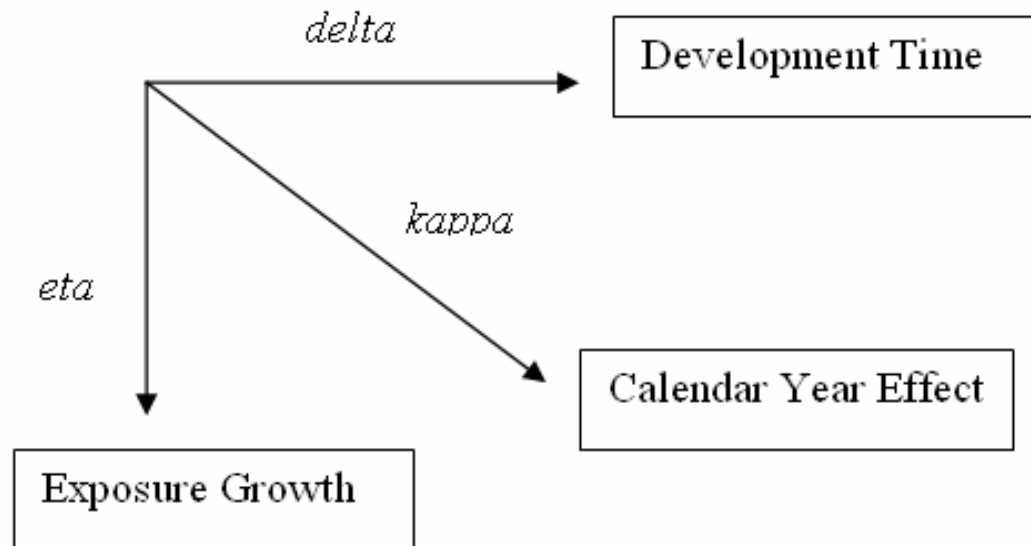 delta
Development Time
kappa
eta
Calendar Year Effect
Exposure Growth